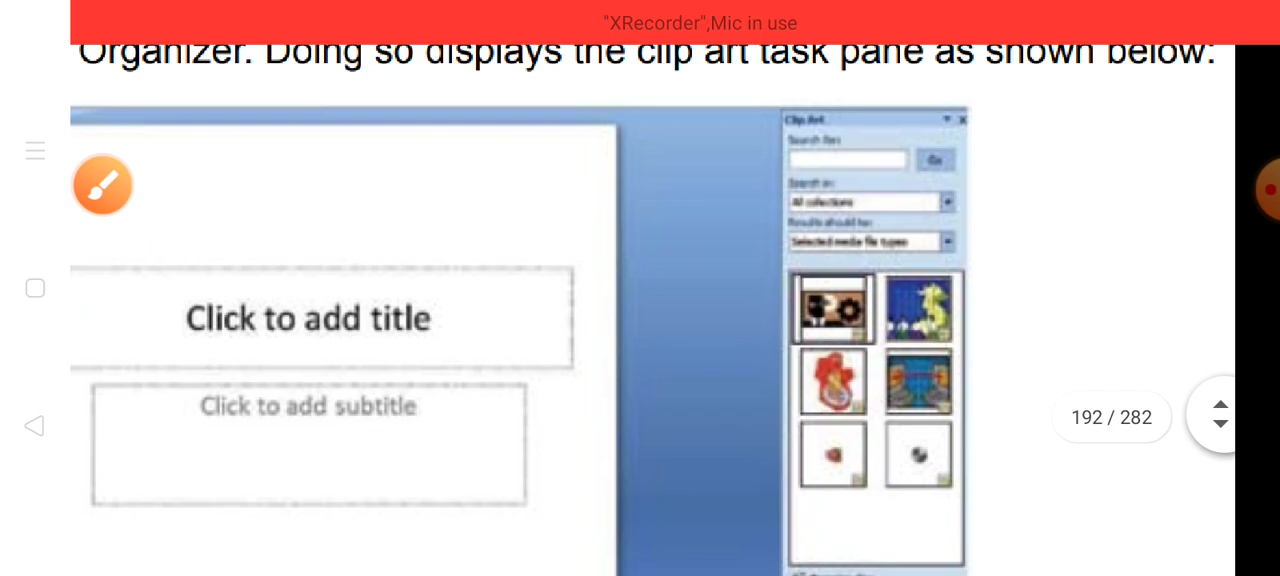 "XRecorder",Mic in use
Organizer. Doing so displays the clip art task pane as shown below:
Clip Art
Search for:
Go
Search in:
All collections
Results should be:
Selected media file types
Click to add title
Click to add subtitle
192 / 282